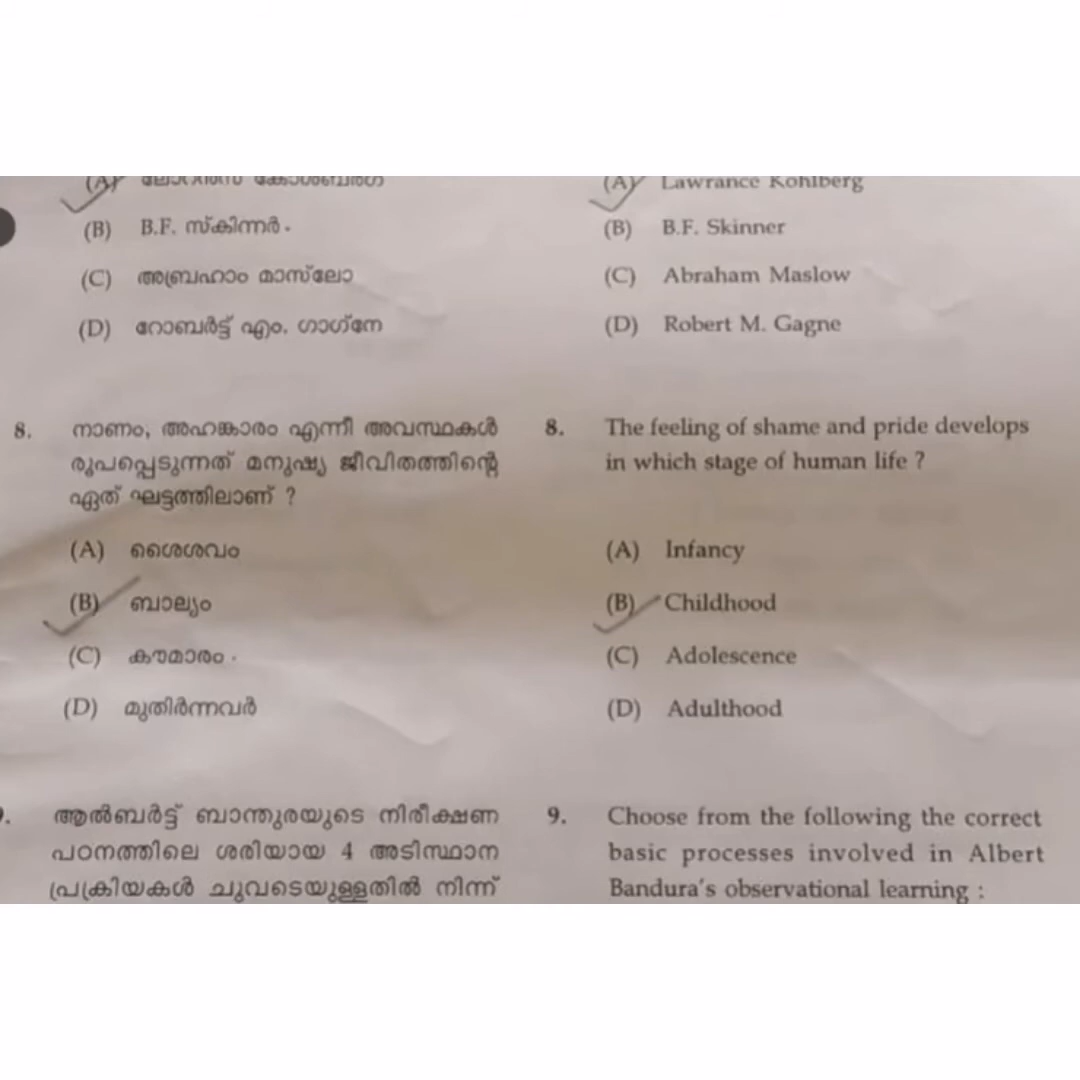 (A) ലോറൻസ് കോൾബർഗ്
(B) B.F. സ്കിന്നർ.
(C) അബ്രഹാം മാസ്‌ലോ
(D) റോബർട്ട് എം. ഗാഗ്‌നേ
8. നാണം, അഹങ്കാരം എന്നീ അവസ്ഥകൾ
രൂപപ്പെടുന്നത് മനുഷ്യ ജീവിതത്തിന്റെ
ഏത് ഘട്ടത്തിലാണ് ?
(A) ശൈശവം
(B) ബാല്യം
(C) കൗമാരം .
(D) മുതിർന്നവർ
ആൽബർട്ട് ബാന്തുരയുടെ നിരീക്ഷണ
പഠനത്തിലെ ശരിയായ 4 അടിസ്ഥാന
പ്രക്രിയകൾ ചുവടെയുള്ളതിൽ നിന്ന്
(A) Lawrance Kohlberg
(B) B.F. Skinner
(C) Abraham Maslow
(D) Robert M. Gagne
8. The feeling of shame and pride develops
in which stage of human life ?
(A) Infancy
(B) Childhood
(C) Adolescence
(D) Adulthood
9. Choose from the following the correct
basic processes involved in Albert
Bandura's observational learning :